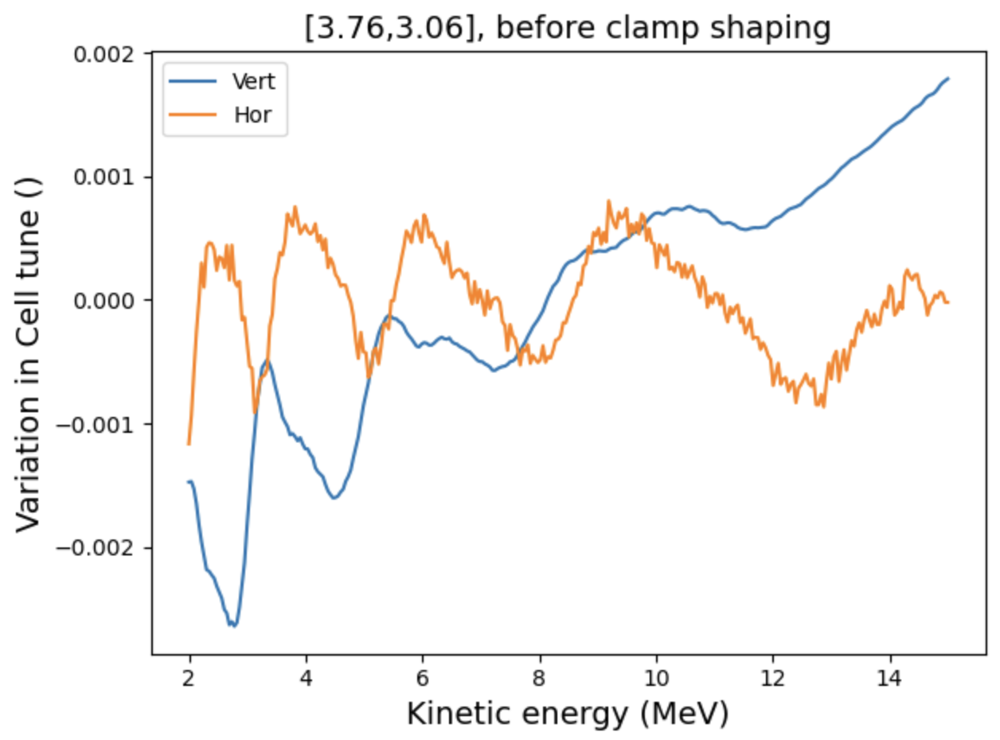 [3.76,3.06], before clamp shaping
Variation in Cell tune ()
0.002
0.001
0.000
−0.001
−0.002
Vert
Hor
2 4 6 8 10 12 14
Kinetic energy (MeV)